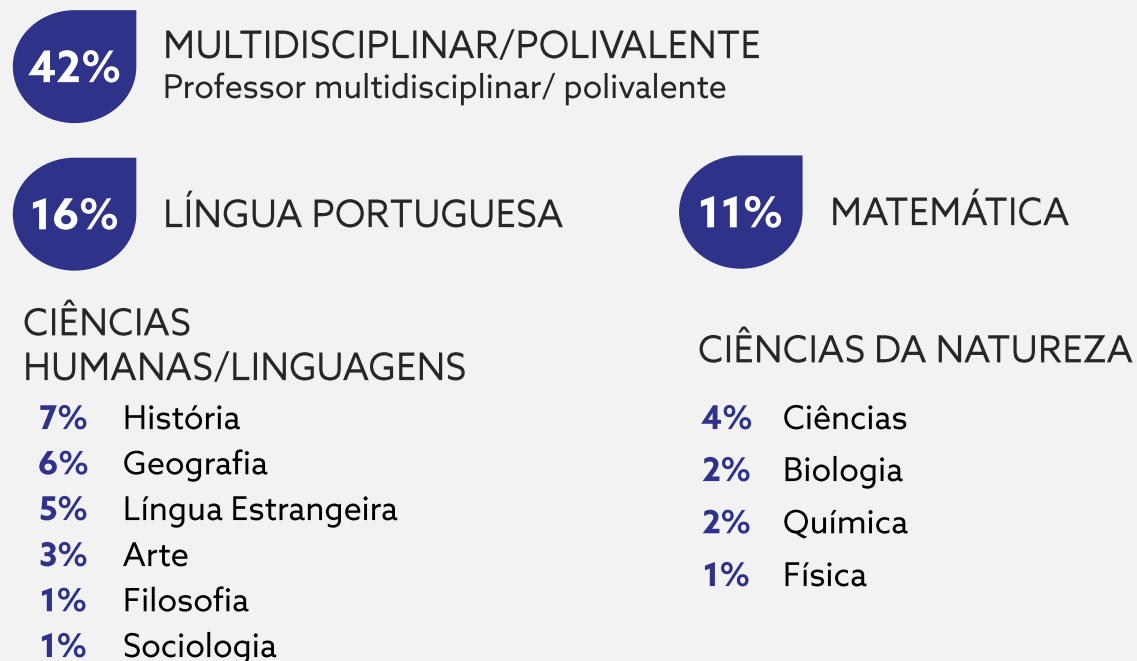 42%
MULTIDISCIPLINAR/POLIVALENTE
Professor multidisciplinar/ polivalente
16%
LÍNGUA PORTUGUESA
11%
MATEMÁTICA
CIÊNCIAS
HUMANAS/LINGUAGENS
7% História
6% Geografia
5% Língua Estrangeira
3% Arte
1% Filosofia
1% Sociologia
CIÊNCIAS DA NATUREZA
4% Ciências
2% Biologia
2% Química
1% Física